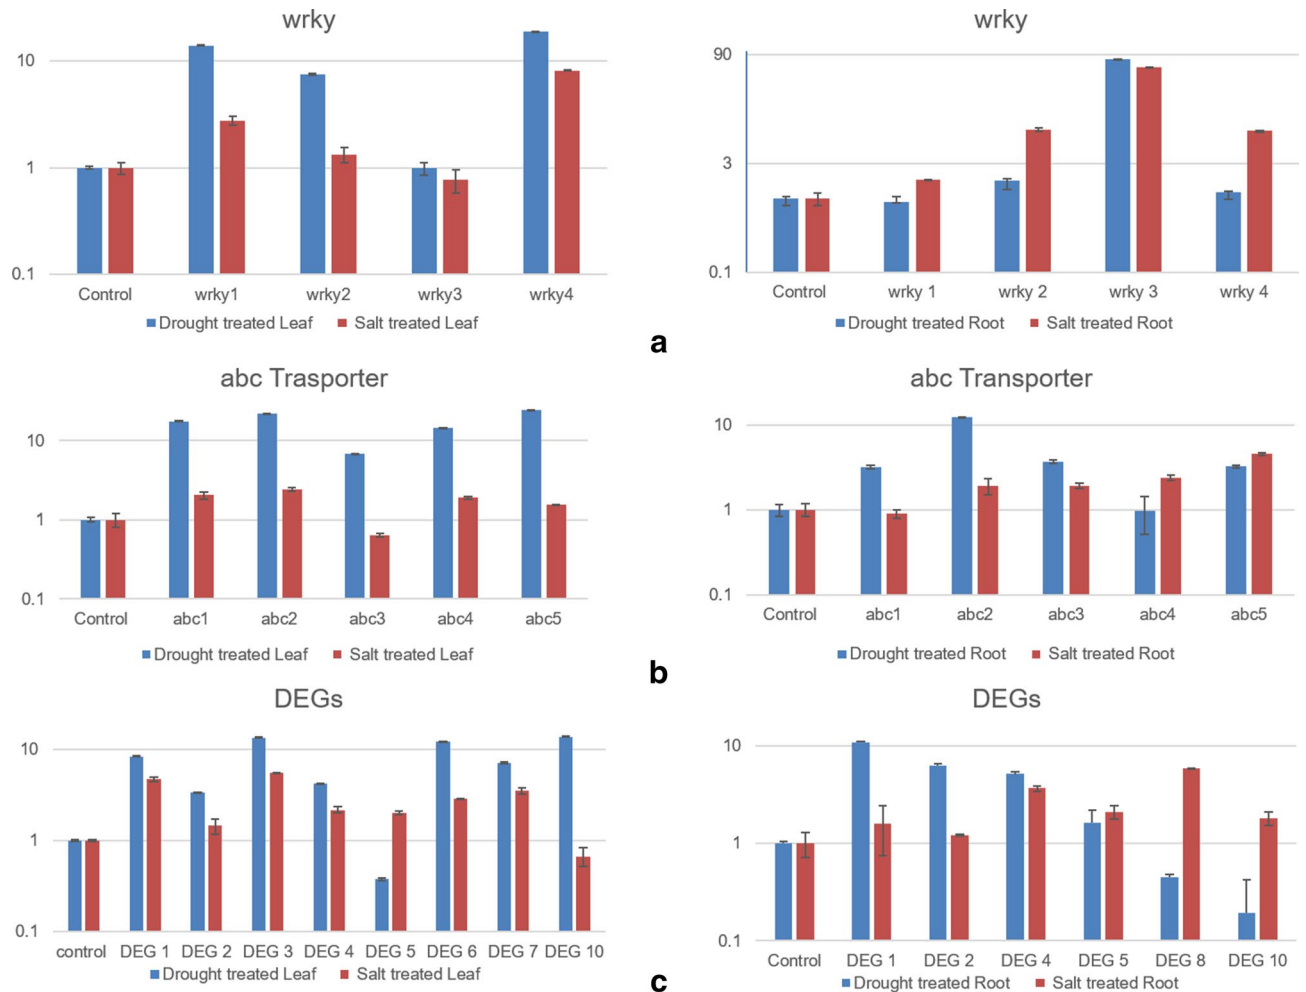 wrky
10
1
0.1
Control wrky1 wrky2 wrky3 wrky4
Drought treated Leaf Salt treated Leaf
wrky
90
3
0.1
Control wrky 1 wrky 2 wrky 3 wrky 4
Drought treated Root Salt treated Root
a
abc Trasporter
10
1
0.1
Control abc1 abc2 abc3 abc4 abc5
Drought treated Leaf Salt treated Leaf
abc Transporter
10
1
0.1
Control abc1 abc2 abc3 abc4 abc5
Drought treated Root Salt treated Root
b
DEGs
10
1
0.1
control DEG 1 DEG 2 DEG 3 DEG 4 DEG 5 DEG 6 DEG 7 DEG 10
Drought treated Leaf Salt treated Leaf
DEGs
10
1
0.1
Control DEG 1 DEG 2 DEG 4 DEG 5 DEG 8 DEG 10
Drought treated Root Salt treated Root
c